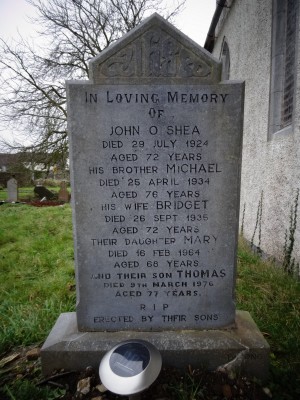 IHS
In Loving Memory
OF
JOHN O SHEA
DIED 29 JULY 1924
AGED 72 YEARS
HIS BROTHER MICHAEL
DIED 25 APRIL 1934
AGED 76 YEARS
HIS WIFE BRIDGET
DIED 26 SEPT. 1935
AGED 72 YEARS
THEIR DAUGHTER MARY
DIED 16 FEB 1964
AGED 68 YEARS
AND THEIR SON THOMAS
DIED 9TH MARCH 1976
AGED 77 YEARS.
R.I.P
ERECTED BY THEIR SONS